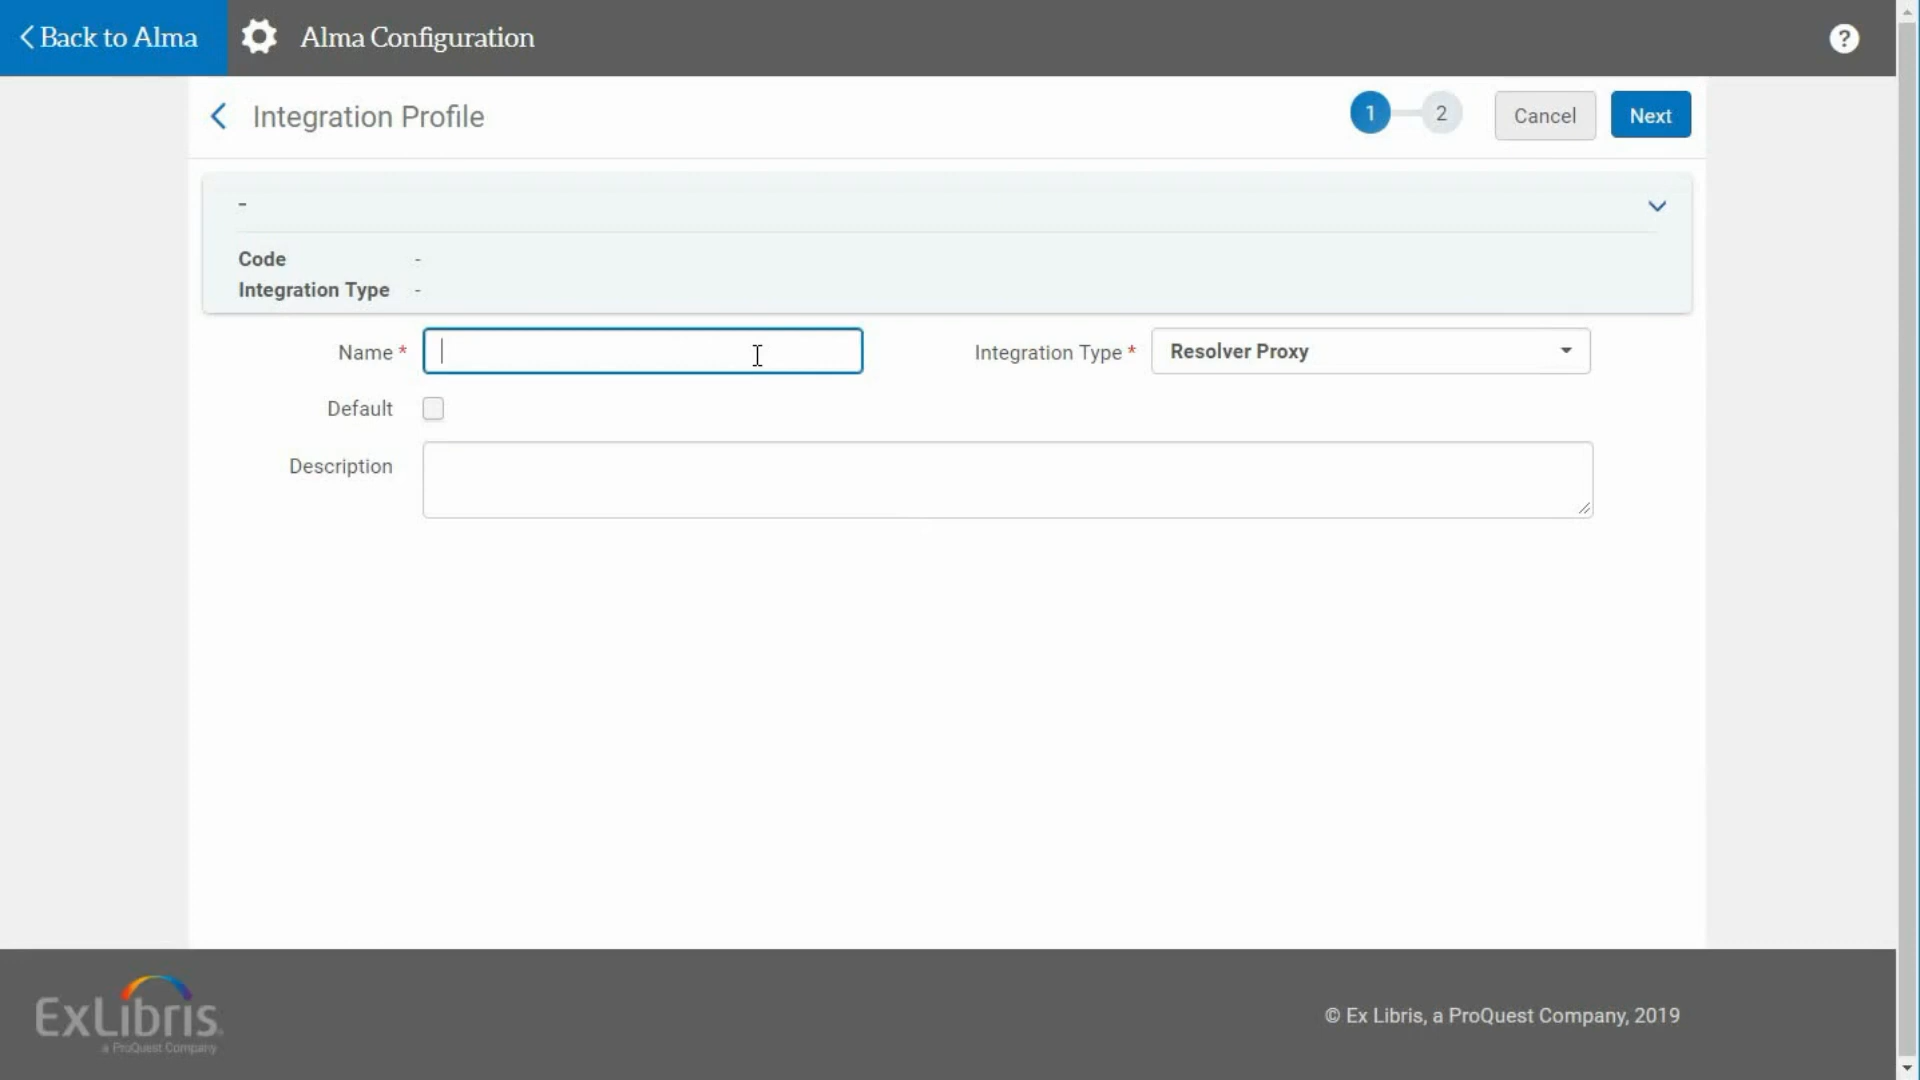 Back to Alma
Alma Configuration
?
Integration Profile
1
2
Cancel
Next
-
Code -
Integration Type -
Name *
Integration Type *
Resolver Proxy
Default
Description
ExLibris
a ProQuest Company
© Ex Libris, a ProQuest Company, 2019